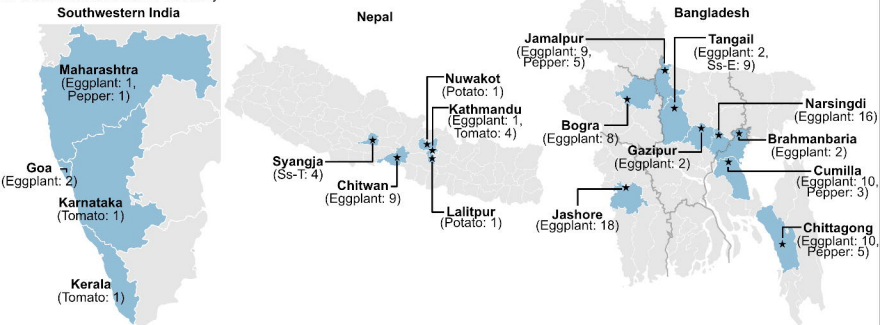 Southwestern India
Maharashtra
(Eggplant: 1,
Pepper: 1)
Goa
(Eggplant: 2)
Karnataka
(Tomato: 1)
Kerala
(Tomato: 1)
Nepal
Nuwakot
(Potato: 1)
Kathmandu
(Eggplant: 1,
Tomato: 4)
Syangja
(Ss-T: 4)
Chitwan
(Eggplant: 9)
Lalitpur
(Potato: 1)
Bangladesh
Jamalpur
(Eggplant: 9,
Pepper: 5)
Tangail
(Eggplant: 2,
Ss-E: 9)
Bogra
(Eggplant: 8)
Narsingdi
(Eggplant: 16)
Gazipur
(Eggplant: 2)
Brahmanbaria
(Eggplant: 2)
Cumilla
(Eggplant: 10,
Pepper: 3)
Jashore
(Eggplant: 18)
Chittagong
(Eggplant: 10,
Pepper: 5)